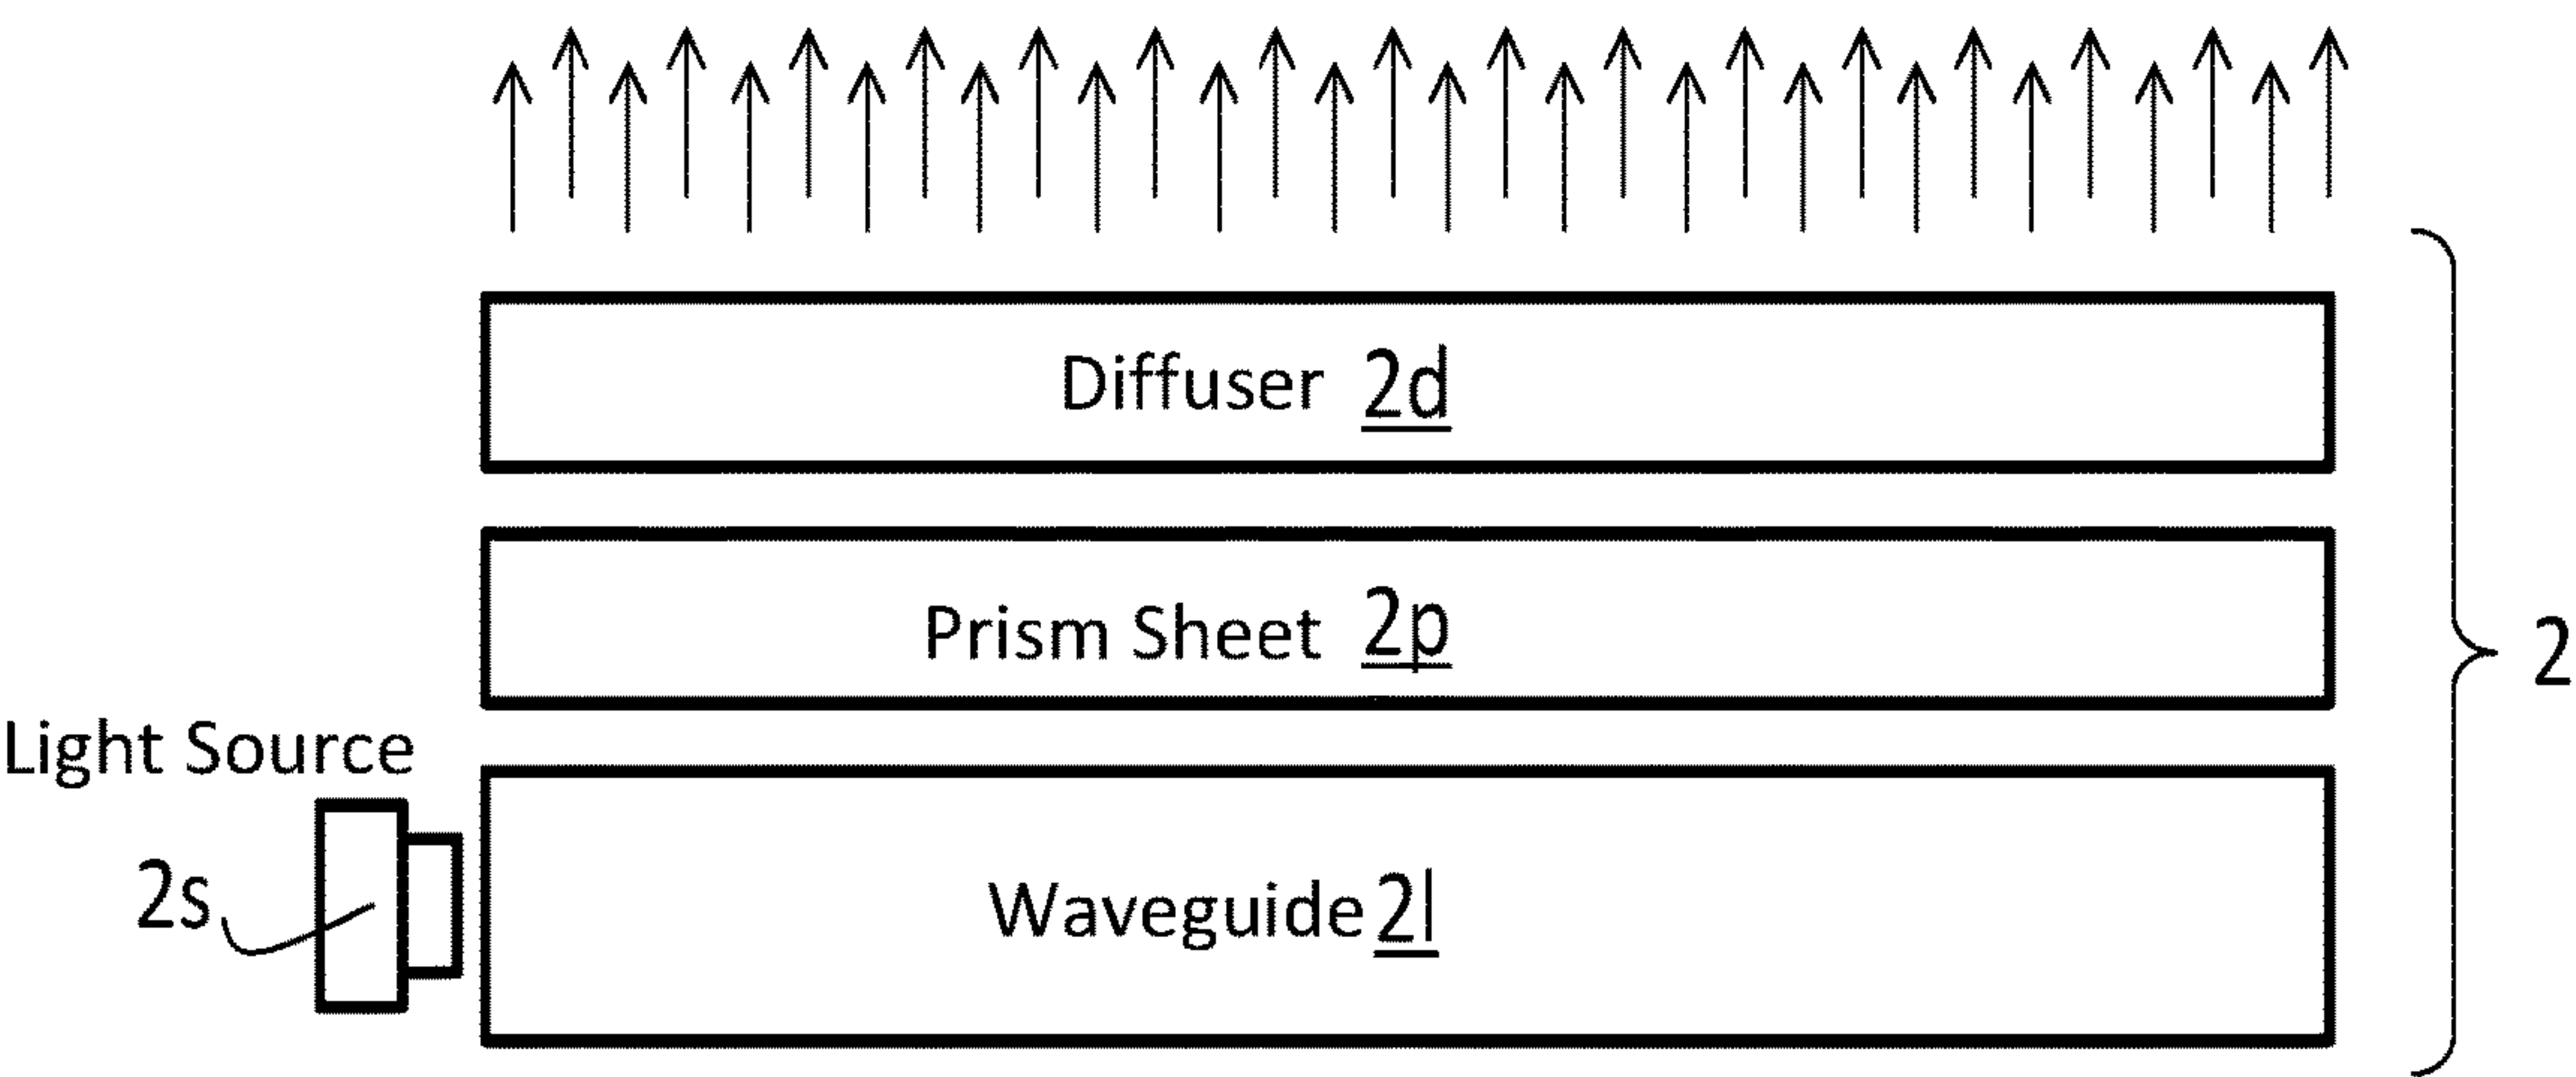 Diffuser 2d
Prism Sheet 2p
2
Light Source
2s
Waveguide 2l